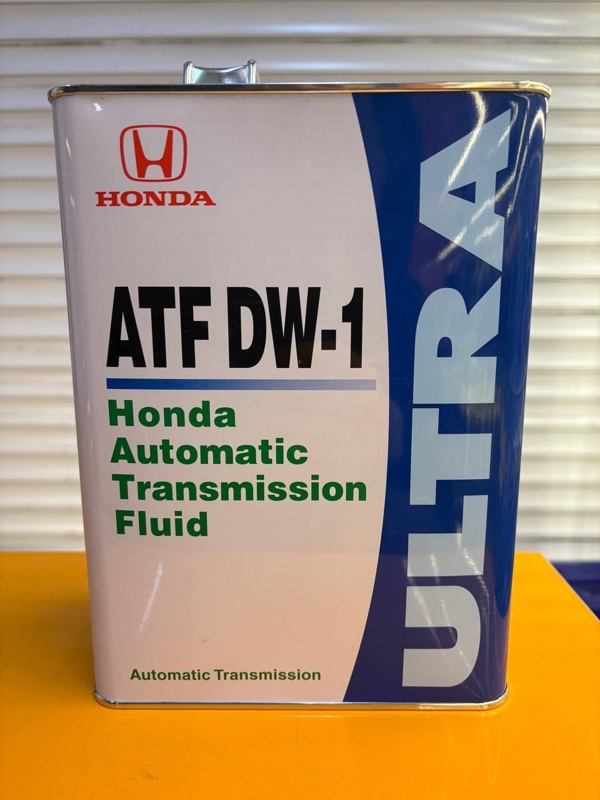 HONDA
ATF DW-1
Honda
Automatic
Transmission
Fluid
Automatic Transmission
ULTRA